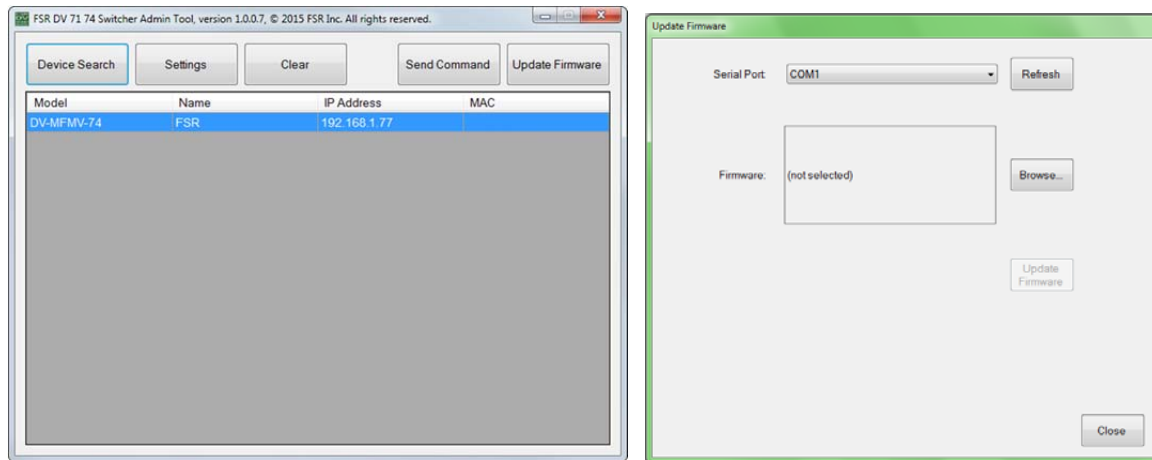 FSR DV 71 74 Switcher Admin Tool, version 1.0.0.7, © 2015 FSR Inc. All rights reserved.
Device Search Settings Clear Send Command Update Firmware
Model Name IP Address MAC
DV-MFMV-74 FSR 192.168.1.77
Update Firmware
Serial Port: COM1 Refresh
Firmware: (not selected) Browse...
Update
Firmware
Close